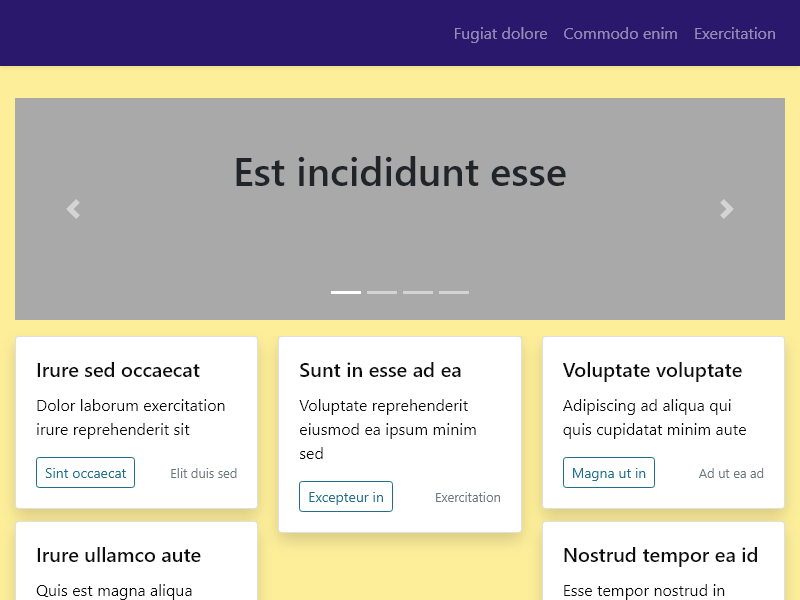 Fugiat dolore Commodo enim Exercitation
Est incididunt esse
Irure sed occaecat
Dolor laborum exercitation
irure reprehenderit sit
Sint occaecat Elit duis sed
Sunt in esse ad ea
Voluptate reprehenderit
eiusmod ea ipsum minim
sed
Excepteur in Exercitation
Voluptate voluptate
Adipiscing ad aliqua qui
quis cupidatat minim aute
Magna ut in Ad ut ea ad
Irure ullamco aute
Quis est magna aliqua
Nostrud tempor ea id
Esse tempor nostrud in